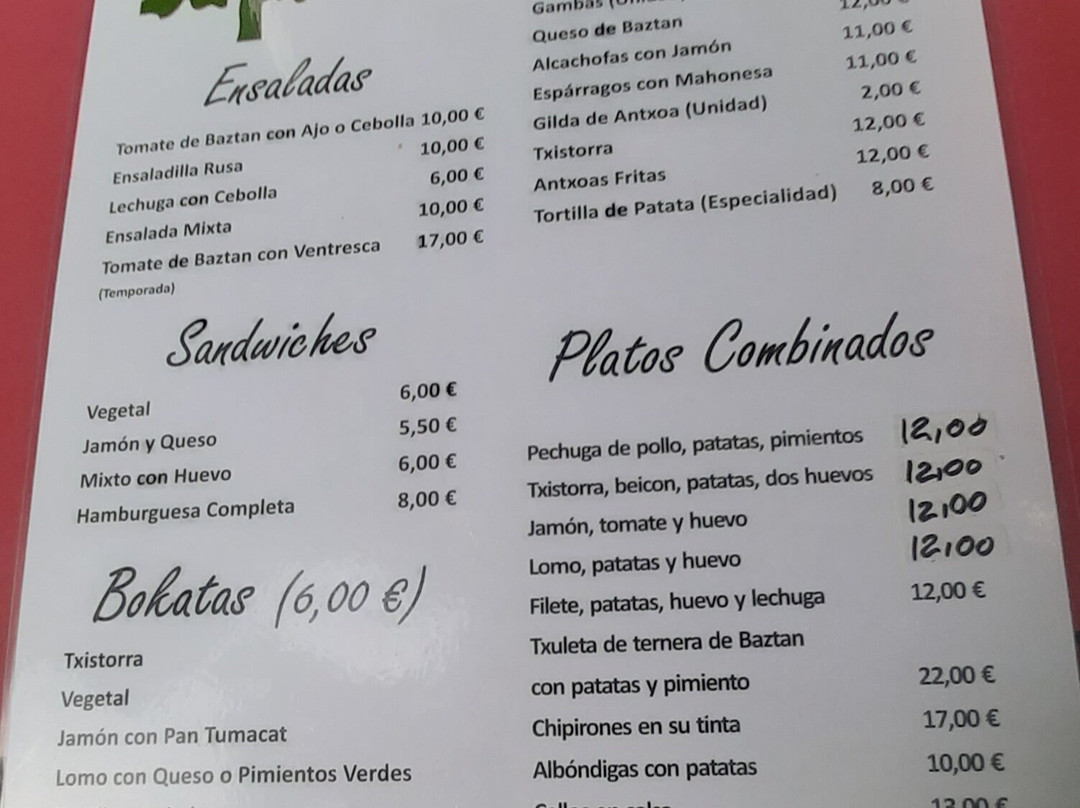 Ensaladas
Tomate de Baztan con Ajo o Cebolla 10,00 €
Ensaladilla Rusa 10,00 €
Lechuga con Cebolla 6,00 €
Ensalada Mixta 10,00 €
Tomate de Baztan con Ventresca 17,00 €
(Temporada)
Sandwiches
Vegetal 6,00 €
Jamón y Queso 5,50 €
Mixto con Huevo 6,00 €
Hamburguesa Completa 8,00 €
Bokatas (6,00 €)
Txistorra
Vegetal
Jamón con Pan Tumacat
Lomo con Queso o Pimientos Verdes
Gambas
Queso de Baztan 12,00 €
Alcachofas con Jamón 11,00 €
Espárragos con Mahonesa 11,00 €
Gilda de Antxoa (Unidad) 2,00 €
Txistorra 12,00 €
Antxoas Fritas 12,00 €
Tortilla de Patata (Especialidad) 8,00 €
Platos Combinados
Pechuga de pollo, patatas, pimientos 12,00
Txistorra, beicon, patatas, dos huevos 12,00
Jamón, tomate y huevo 12,00
Lomo, patatas y huevo 12,00
Filete, patatas, huevo y lechuga 12,00 €
Txuleta de ternera de Baztan
con patatas y pimiento 22,00 €
Chipirones en su tinta 17,00 €
Albóndigas con patatas 10,00 €